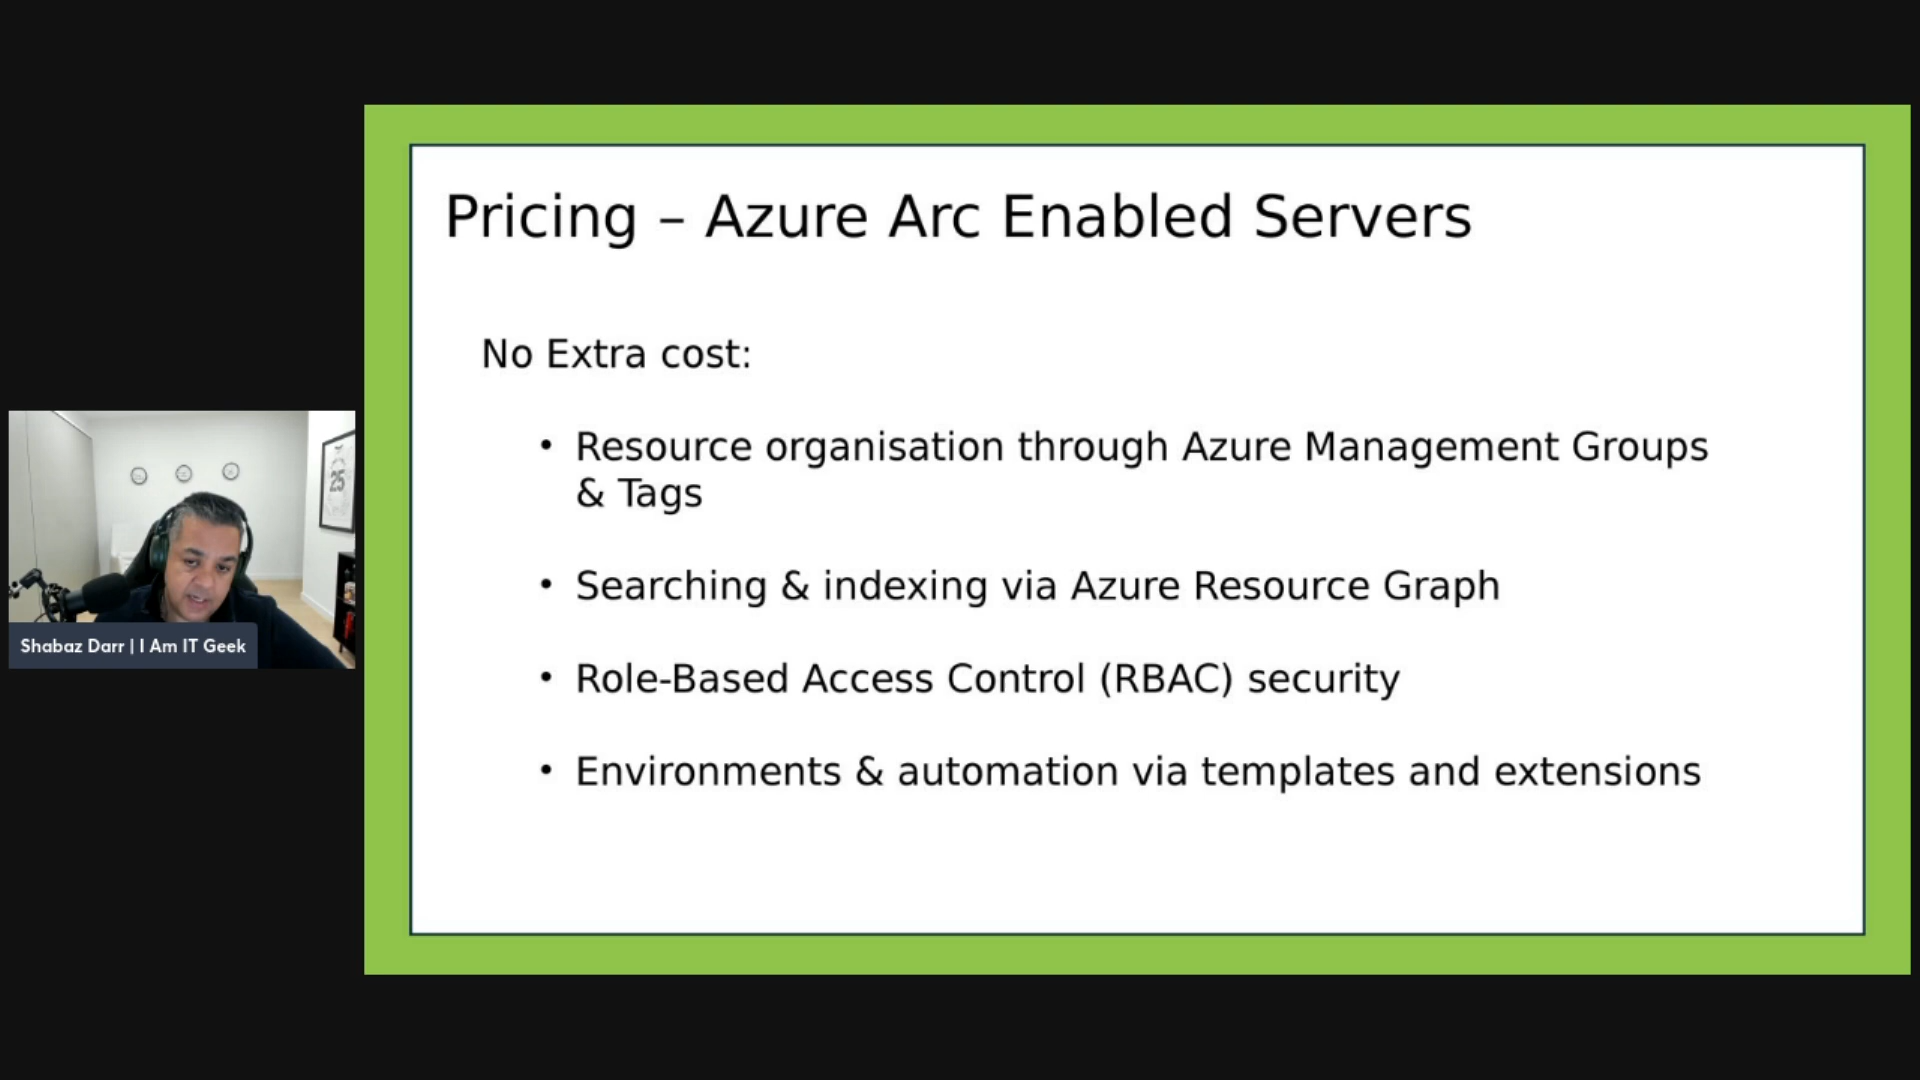 Pricing – Azure Arc Enabled Servers
No Extra cost:
• Resource organisation through Azure Management Groups
& Tags
• Searching & indexing via Azure Resource Graph
• Role-Based Access Control (RBAC) security
• Environments & automation via templates and extensions
25
Shabaz Darr | I Am IT Geek